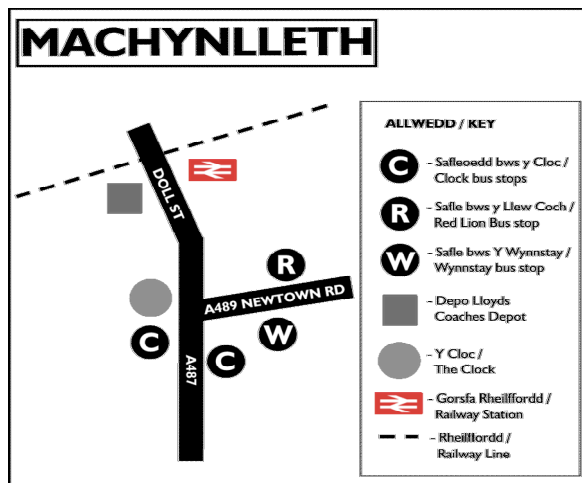 MACHYNLLETH
DOLL ST
R
A489 NEWTOWN RD
C
W
C
A487
ALLWEDD / KEY
C - Safleoedd bws y Cloc /
Clock bus stops
R - Safle bws y Llew Coch /
Red Lion Bus stop
W - Safle bws Y Wynnstay /
Wynnstay bus stop
- Depo Lloyds
Coaches Depot
- Y Cloc /
The Clock
- Gorsfa Rheilffordd /
Railway Station
- Rheilffordd /
Railway Line